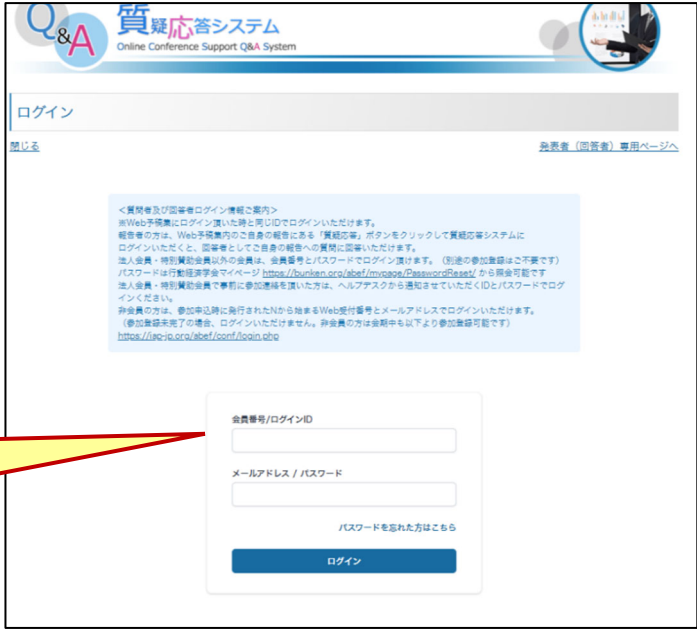 Q&A 質疑応答システム
Online Conference Support Q&A System
ログイン
閉じる
発表者（回答者）専用ページへ
＜質問者及び回答者ログイン情報ご案内＞
※Web予稿集にログイン頂いた時と同じIDでログインいただけます。
報告者の方は、Web予稿集内のご自身の報告にある「質疑応答」ボタンをクリックして質疑応答システムに
ログインいただくと、回答者としてご自身の報告への質問に回答いただけます。
法人会員・特別賛助会員以外の会員は、会員番号とパスワードでログイン頂けます。（別途の参加登録はご不要です）
パスワードは行動経済学会マイページ https://bunken.org/abef/mypage/PasswordReset/ から照会可能です
法人会員・特別賛助会員で事前に参加連絡を頂いた方は、ヘルプデスクから通知させていただくIDとパスワードでログ
インください。
非会員の方は、参加申込時に発行されたNから始まるWeb受付番号とメールアドレスでログインいただけます。
（参加登録未完了の場合、ログインいただけません。非会員の方は会期中も以下より参加登録可能です）
https://isp-jp.org/abef/conf/login.php
会員番号/ログインID
メールアドレス / パスワード
パスワードを忘れた方はこちら
ログイン